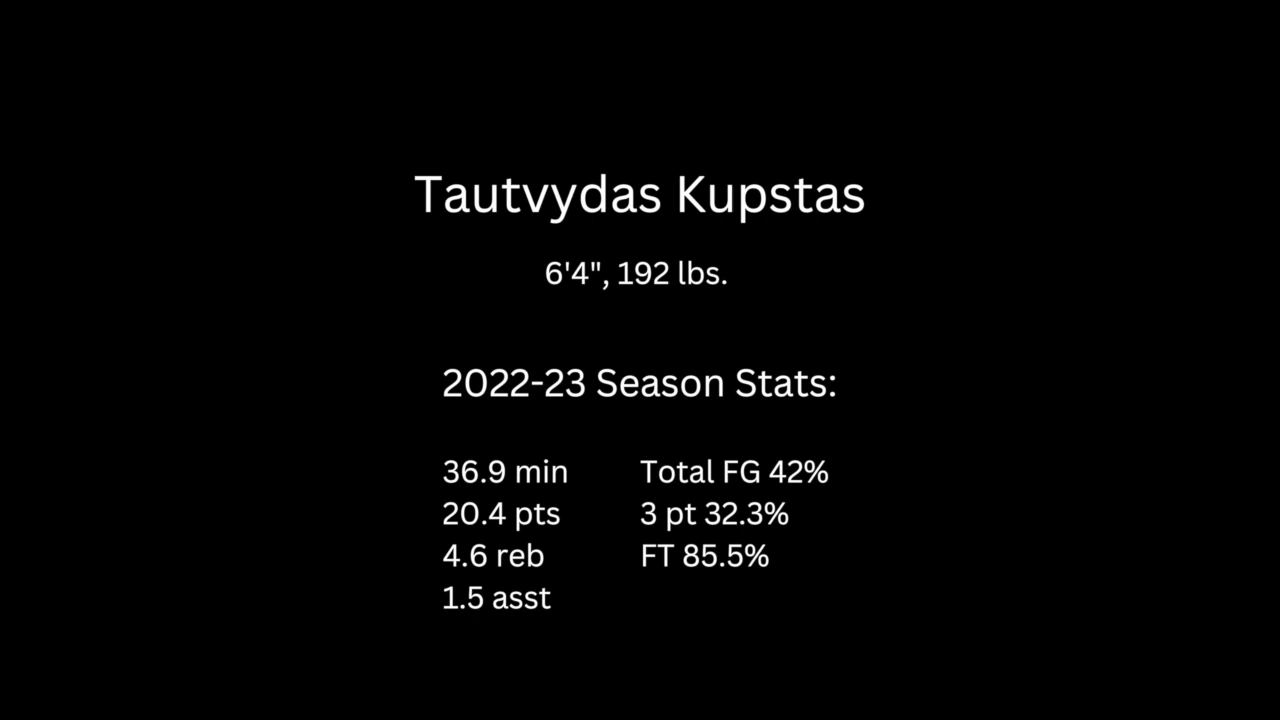 Tautvydas Kupstas
6'4", 192 lbs.
2022-23 Season Stats:
36.9 min
20.4 pts
4.6 reb
1.5 asst
Total FG 42%
3 pt 32.3%
FT 85.5%